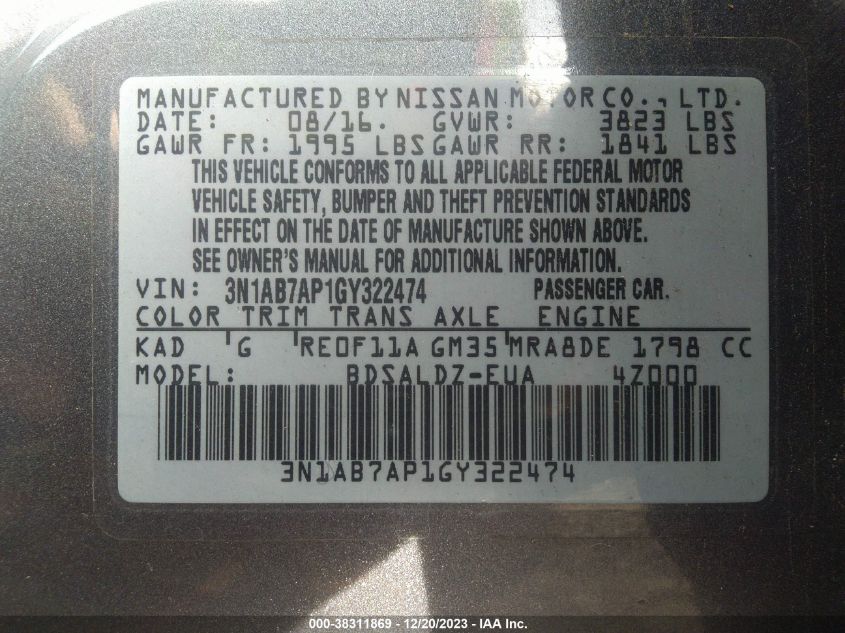 MANUFACTURED BY NISSAN MOTOR CO., LTD.
DATE: 08/16. GVWR: 3823 LBS
GAWR FR: 1995 LBS GAWR RR: 1841 LBS
THIS VEHICLE CONFORMS TO ALL APPLICABLE FEDERAL MOTOR
VEHICLE SAFETY, BUMPER AND THEFT PREVENTION STANDARDS
IN EFFECT ON THE DATE OF MANUFACTURE SHOWN ABOVE.
SEE OWNER'S MANUAL FOR ADDITIONAL INFORMATION.
VIN: 3N1AB7AP1GY322474 PASSENGER CAR.
COLOR TRIM TRANS AXLE ENGINE
KAD 'G 'RE0F11A GM35'MRA8DE 1798 CC
MODEL: BDSALDZ-EUA 4Z000
3N1AB7AP1GY322474
000-38311869 - 12/20/2023 - IAA Inc.